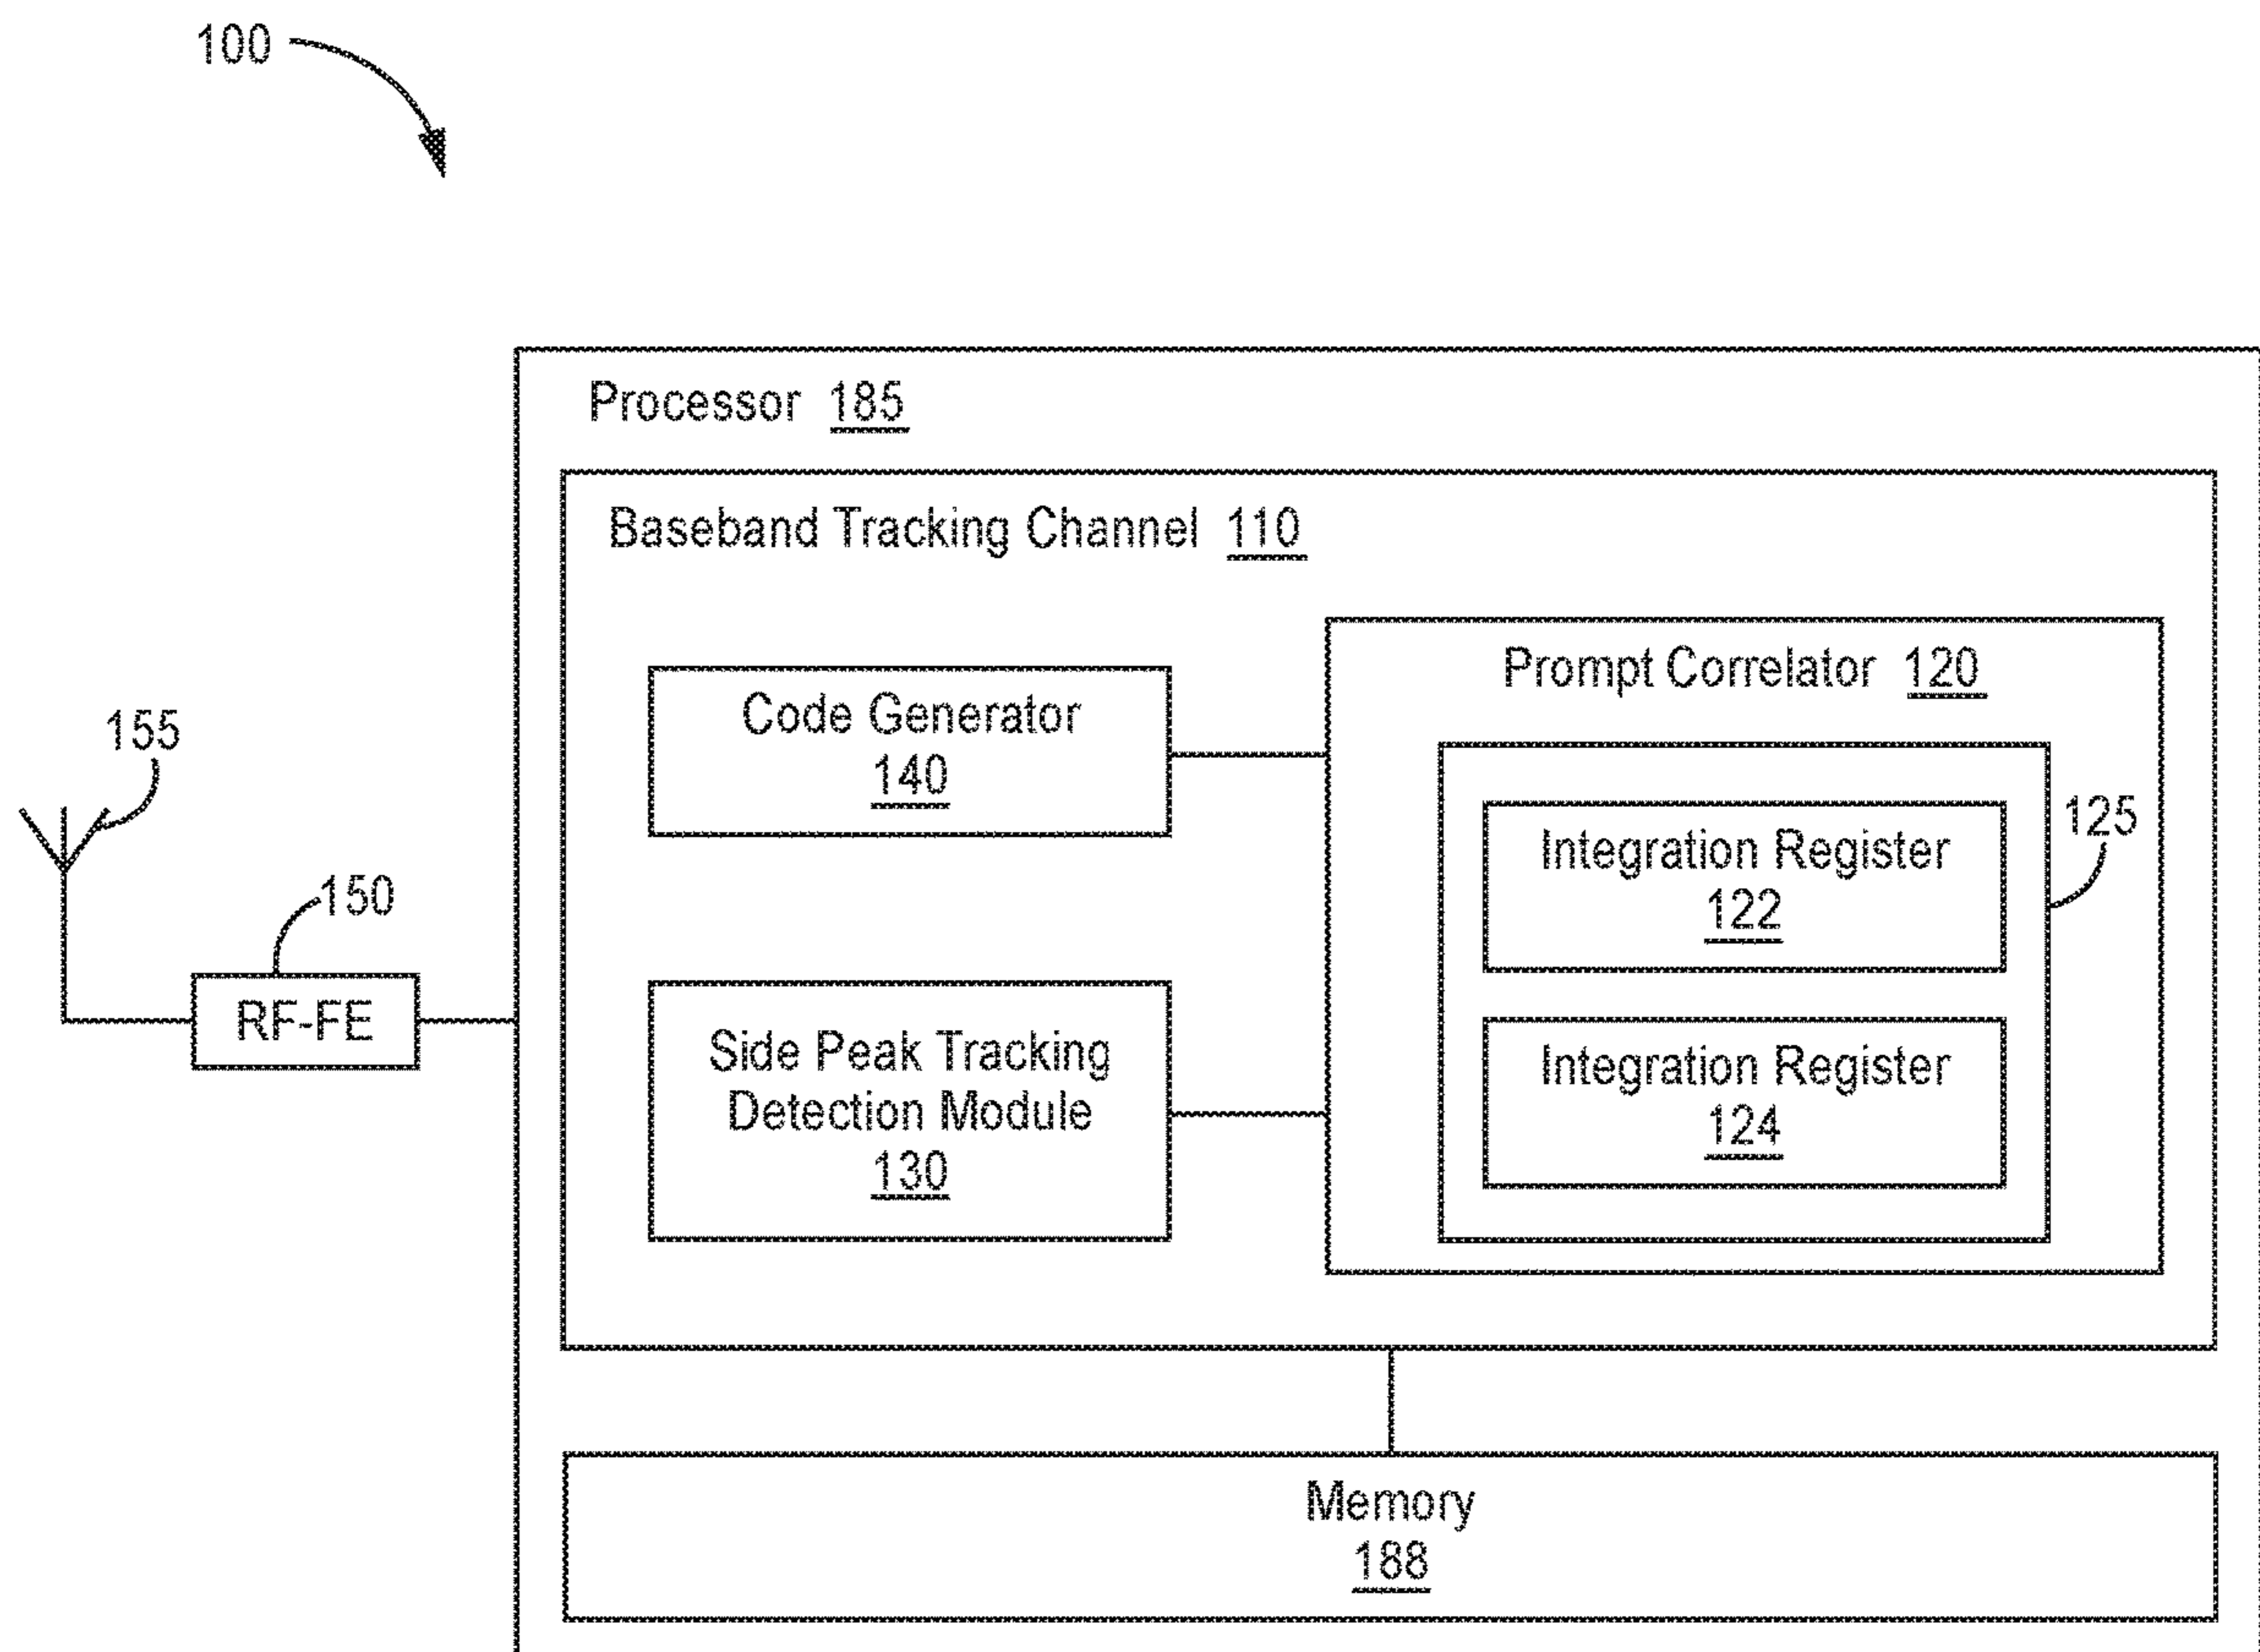 100
Processor 185
Baseband Tracking Channel 110
Prompt Correlator 120
Code Generator
140
155
125
Integration Register
122
150
RF-FE
Side Peak Tracking
Detection Module
130
Integration Register
124
Memory
188